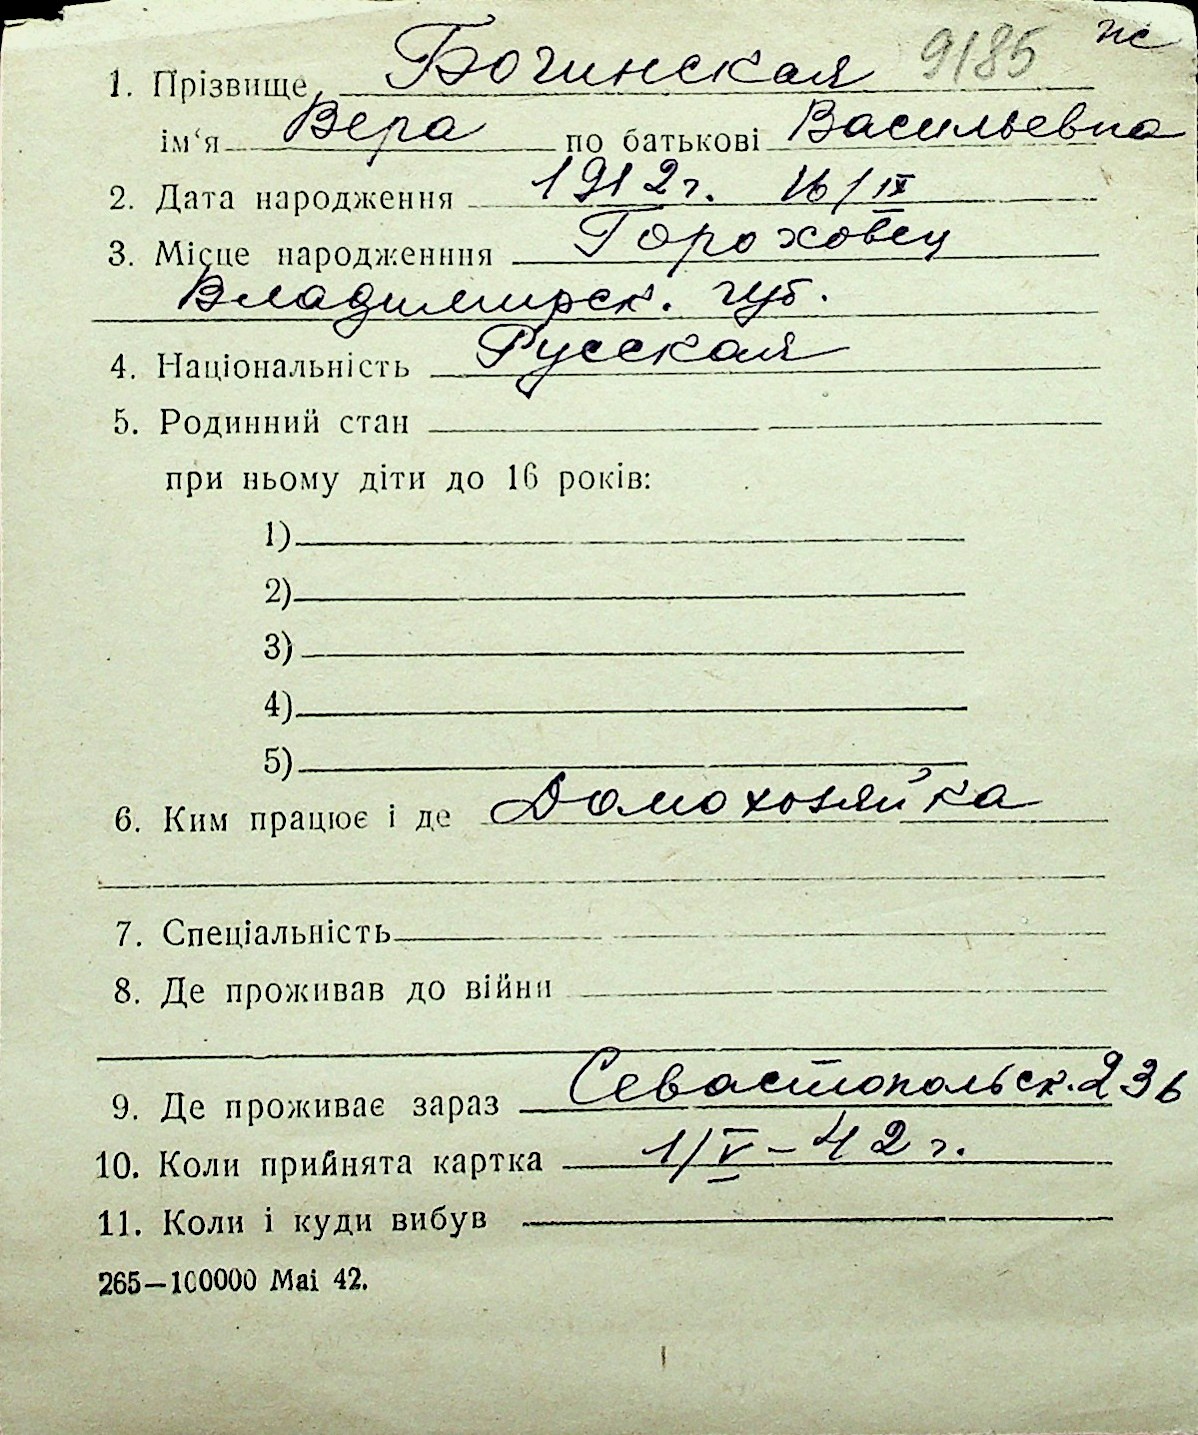 1. Прізвище Бочинская 9185 жс
ім‘я Вера по батькові Васильевна
2. Дата народження 1912 г. 16/IX
3. Місце народженння Гороховец
Владимирск. губ.
4. Національність Русская
5. Родинний стан
при ньому діти до 16 років:
1)
2)
3)
4)
5)
6. Ким працює і де Домохозяйка
7. Спеціальність
8. Де проживав до війни
9. Де проживає зараз Севастопольск. 23 б
10. Коли прийнята картка 1/V – 42 г.
11. Коли і куди вибув
265—100000 Mai 42.